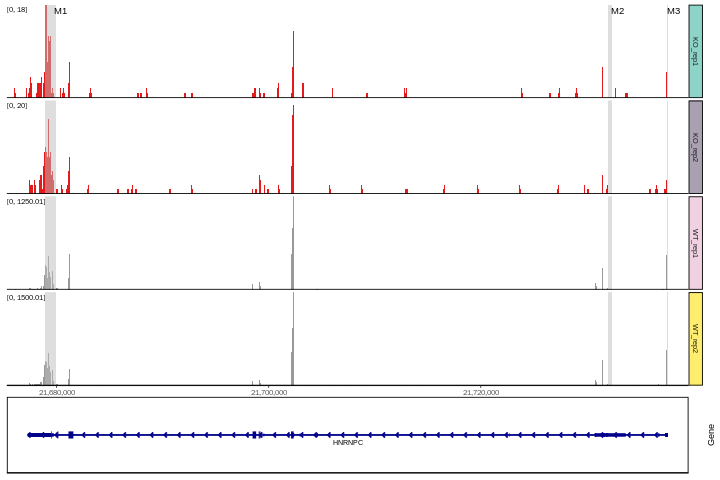 [0, 18]
M1
M2
M3
KO_rep1
[0, 20]
KO_rep2
[0, 1250.01]
WT_rep1
[0, 1500.01]
WT_rep2
21,680,000
21,700,000
21,720,000
HNRNPC
Gene